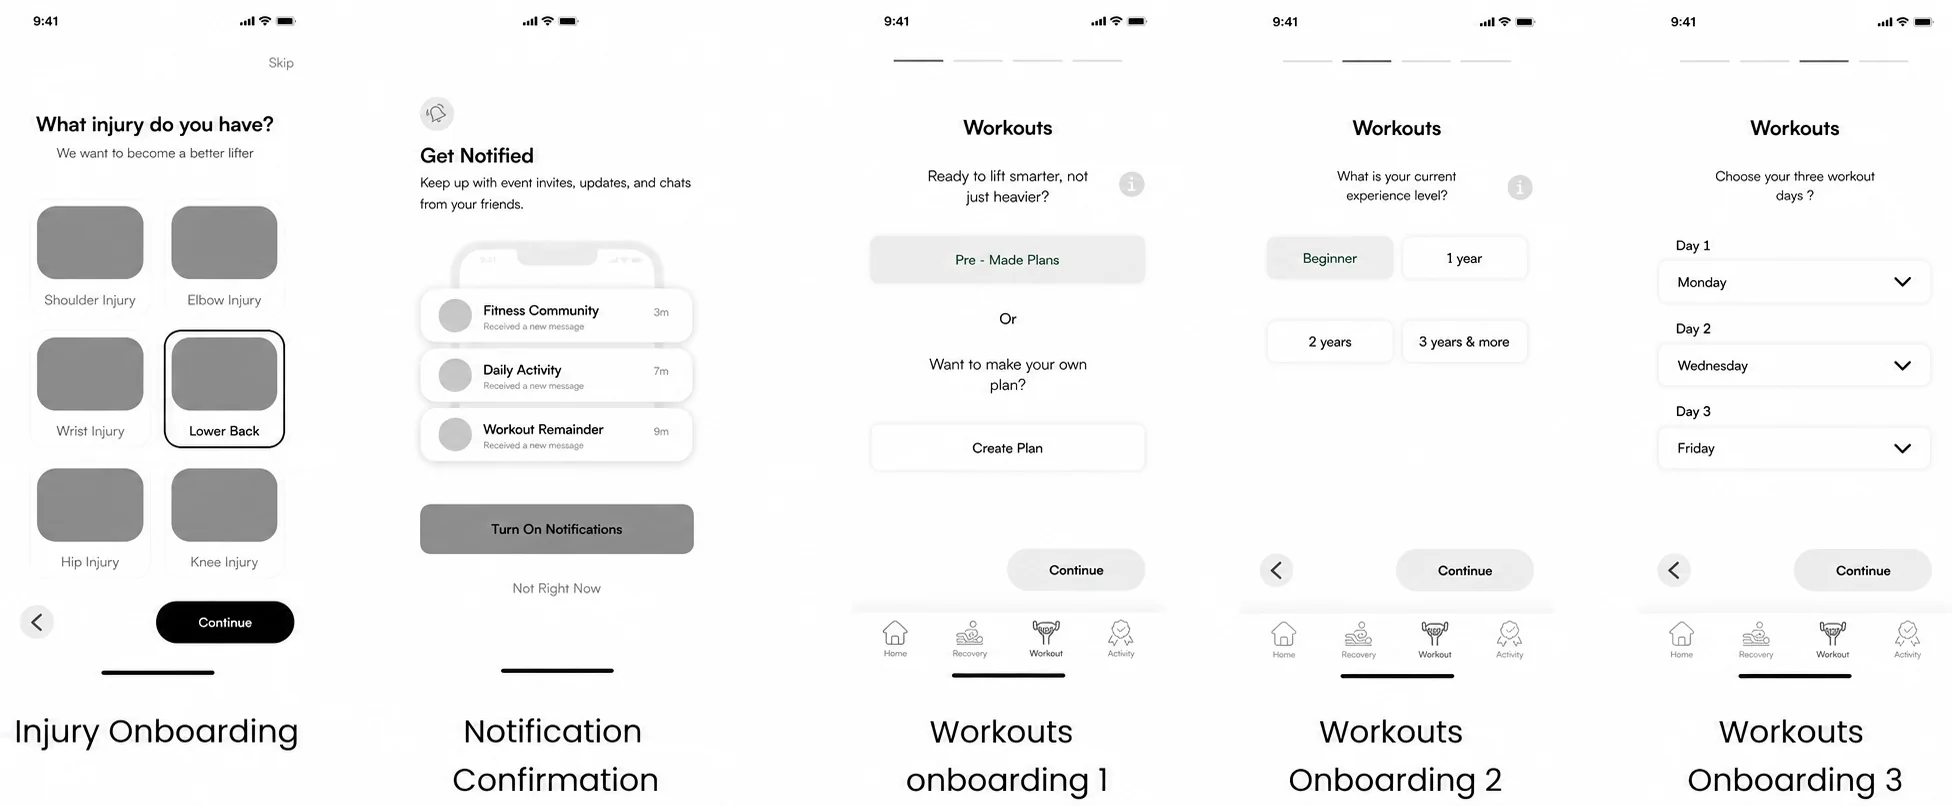 9:41
Skip
What injury do you have?
We want to become a better lifter
Shoulder Injury
Elbow Injury
Wrist Injury
Lower Back
Hip Injury
Knee Injury
Continue
Injury Onboarding
Get Notified
Keep up with event invites, updates, and chats
from your friends.
9:41
Fitness Community
3m
Received a new message
Daily Activity
7m
Received a new message
Workout Remainder
9m
Received a new message
Turn On Notifications
Not Right Now
Notification
Confirmation
9:41
Workouts
Ready to lift smarter, not
just heavier?
i
Pre - Made Plans
Or
Want to make your own
plan?
Create Plan
Continue
Home
Recovery
Workout
Activity
Workouts
onboarding 1
9:41
Workouts
What is your current
experience level?
i
Beginner
1 year
2 years
3 years & more
Continue
Home
Recovery
Workout
Activity
Workouts
Onboarding 2
9:41
Workouts
Choose your three workout
days ?
Day 1
Monday
Day 2
Wednesday
Day 3
Friday
Continue
Home
Recovery
Workout
Activity
Workouts
Onboarding 3